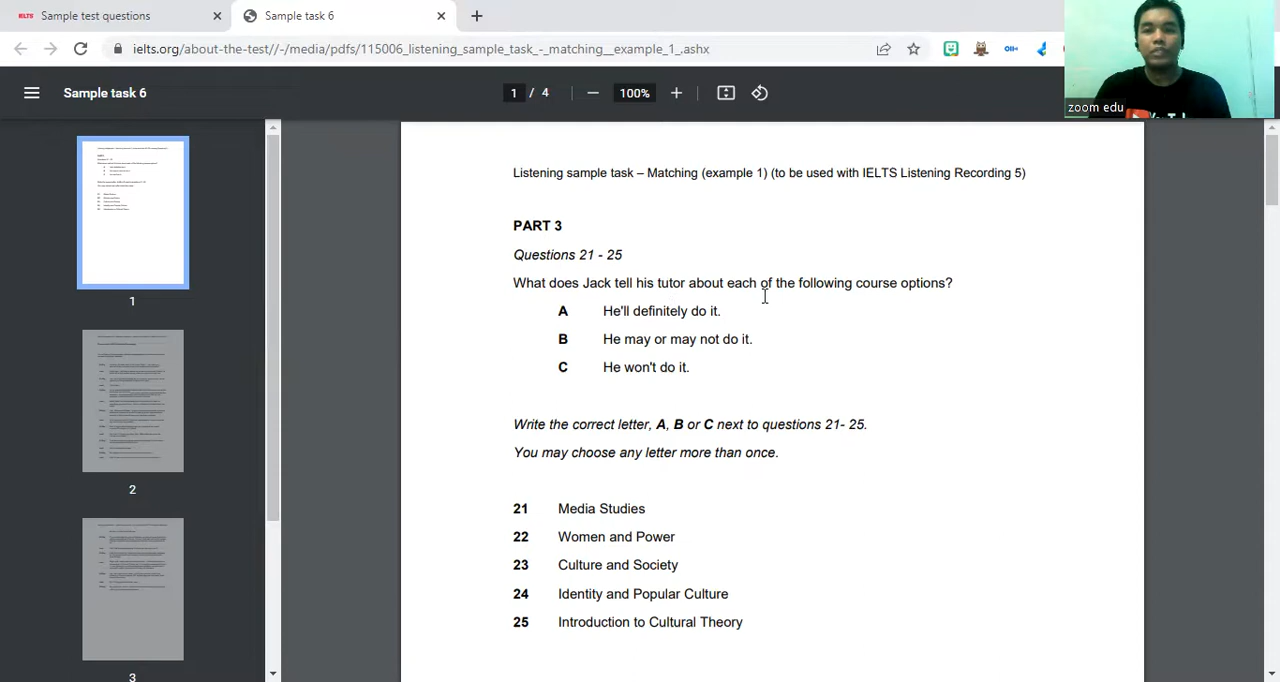 IELTS Sample test questions
Sample task 6
ielts.org/about-the-test//-/media/pdfs/115006_listening_sample_task_-_matching__example_1_.ashx
Sample task 6
1 / 4
100%
zoom edu
1
2
3
Listening sample task – Matching (example 1) (to be used with IELTS Listening Recording 5)
PART 3
Questions 21 - 25
What does Jack tell his tutor about each of the following course options?
A He'll definitely do it.
B He may or may not do it.
C He won't do it.
Write the correct letter, A, B or C next to questions 21- 25.
You may choose any letter more than once.
21 Media Studies
22 Women and Power
23 Culture and Society
24 Identity and Popular Culture
25 Introduction to Cultural Theory